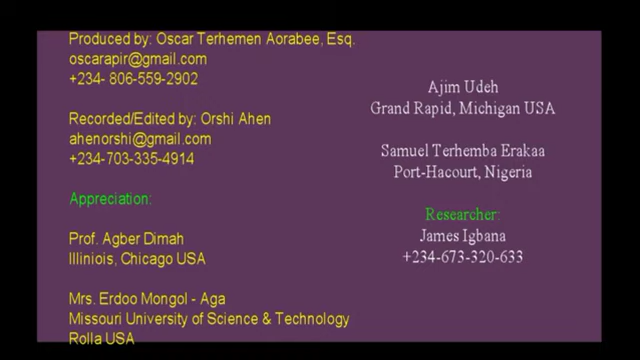 Produced by: Oscar Terhemen Aorabee, Esq.
oscarapir@gmail.com
+234- 806-559-2902
Recorded/Edited by: Orshi Ahen
ahenorshi@gmail.com
+234-703-335-4914
Appreciation:
Prof. Agber Dimah
Illiniois, Chicago USA
Mrs. Erdoo Mongol - Aga
Missouri University of Science & Technology
Rolla USA
Ajim Udeh
Grand Rapid, Michigan USA
Samuel Terhemba Erakaa
Port-Hacourt, Nigeria
Researcher:
James Igbana
+234-673-320-633